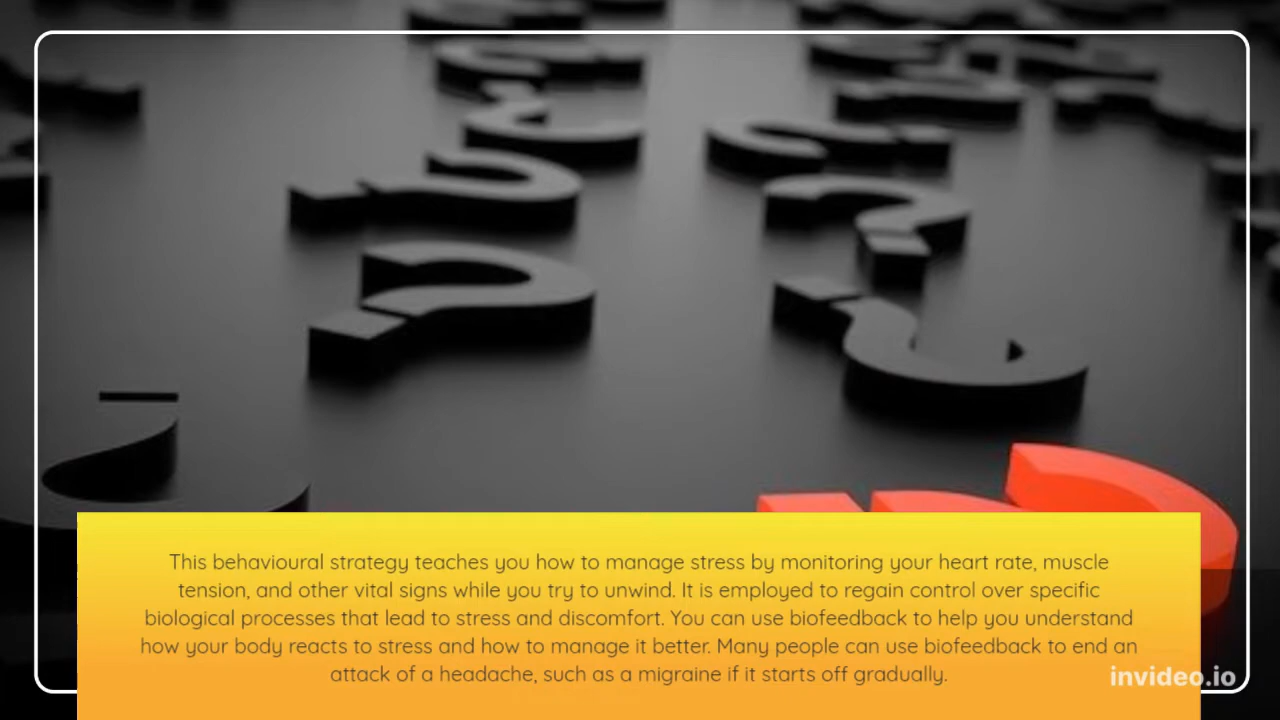 This behavioural strategy teaches you how to manage stress by monitoring your heart rate, muscle
tension, and other vital signs while you try to unwind. It is employed to regain control over specific
biological processes that lead to stress and discomfort. You can use biofeedback to help you understand
how your body reacts to stress and how to manage it better. Many people can use biofeedback to end an
attack of a headache, such as a migraine if it starts off gradually.
invideo.io